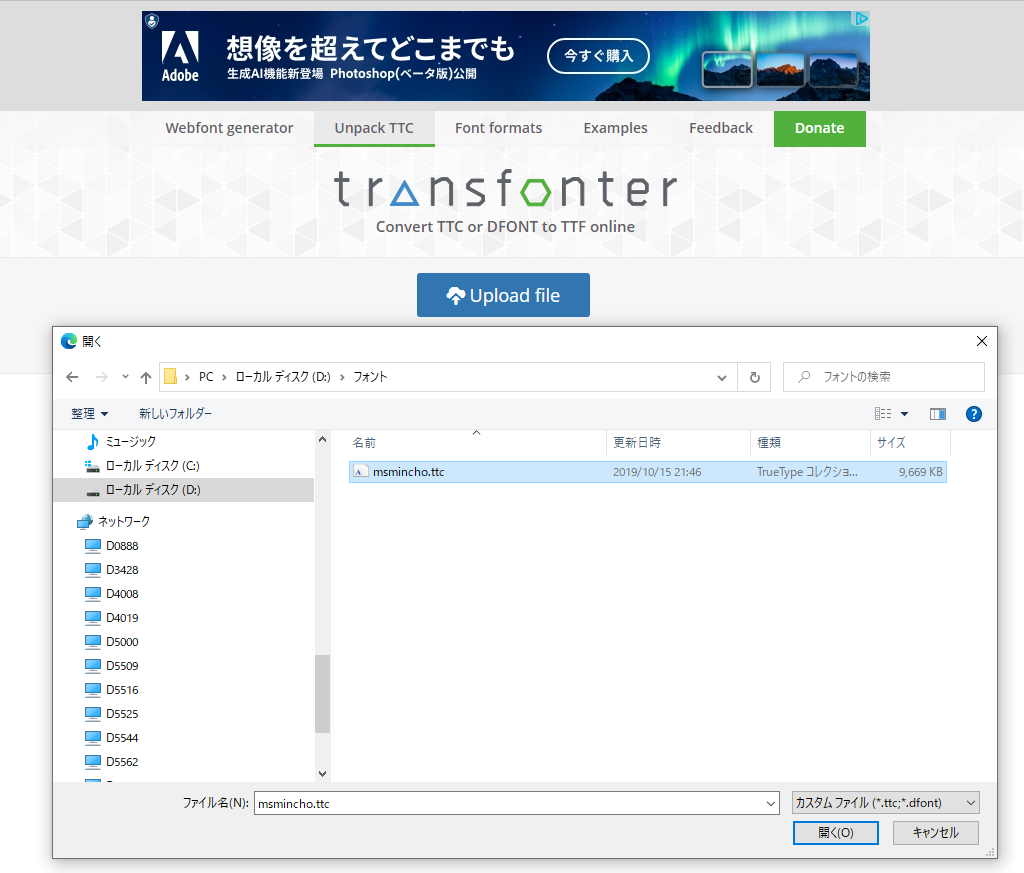 想像を超えてどこまでも
生成AI機能新登場 Photoshop(ベータ版)公開
Adobe
今すぐ購入
Webfont generator Unpack TTC Font formats Examples Feedback Donate
transfonter
Convert TTC or DFONT to TTF online
Upload file
開く
PC › ローカル ディスク (D:) › フォント
フォントの検索
整理 新しいフォルダー
名前 更新日時 種類 サイズ
msmincho.ttc 2019/10/15 21:46 TrueType コレクショ... 9,669 KB
ミュージック
ローカル ディスク (C:)
ローカル ディスク (D:)
ネットワーク
D0888
D3428
D4008
D4019
D5000
D5509
D5516
D5525
D5544
D5562
ファイル名(N): msmincho.ttc カスタム ファイル (*.ttc;*.dfont)
開く(O) キャンセル